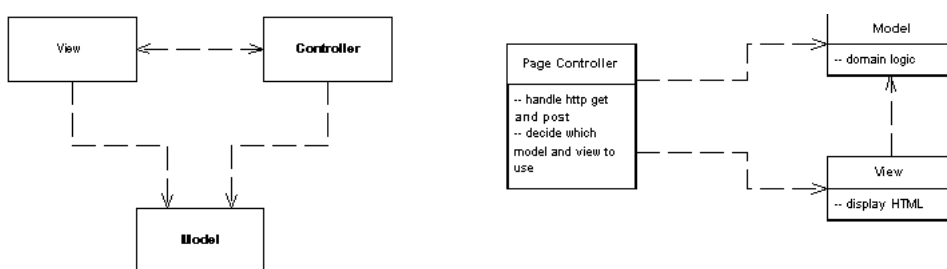 View
Controller
Model
Page Controller
-- handle http get
and post
-- decide which
model and view to
use
Model
-- domain logic
View
-- display HTML